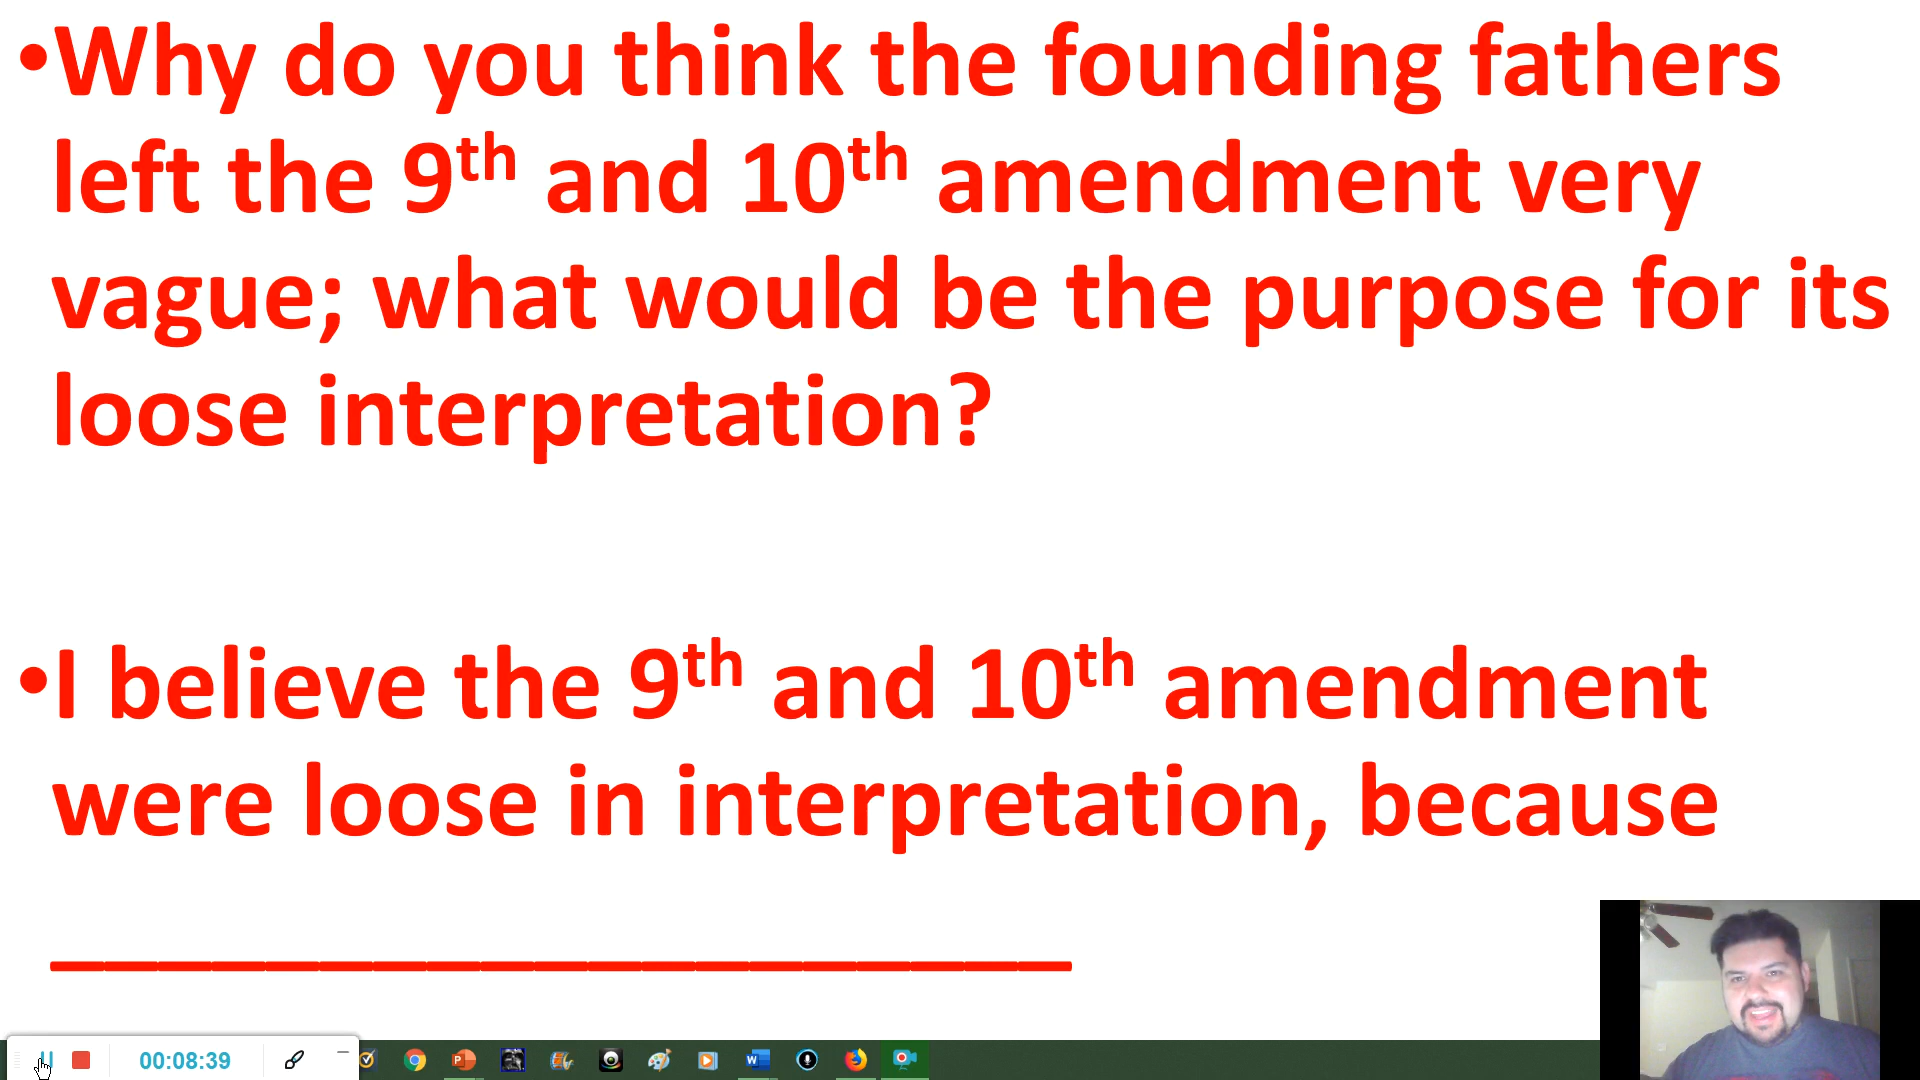 •Why do you think the founding fathers
left the 9th and 10th amendment very
vague; what would be the purpose for its
loose interpretation?
•I believe the 9th and 10th amendment
were loose in interpretation, because
___________________
00:08:39